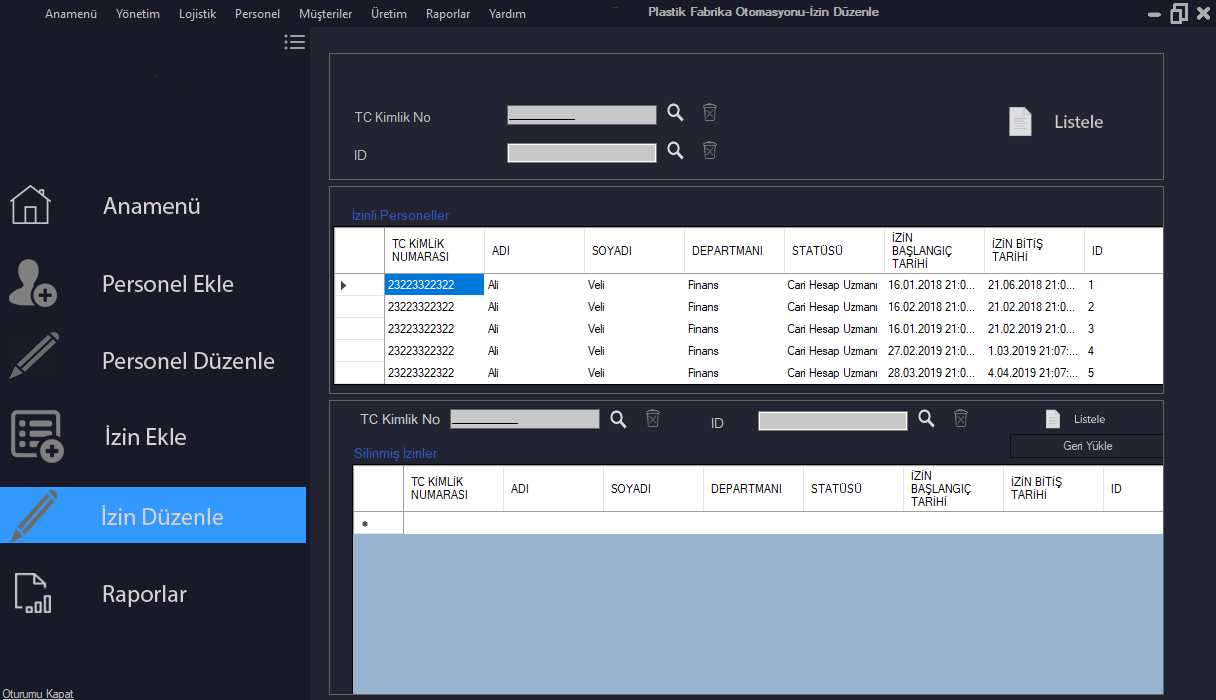 Anamenü Yönetim Lojistik Personel Müşteriler Üretim Raporlar Yardım
Plastik Fabrika Otomasyonu-İzin Düzenle
Anamenü
Personel Ekle
Personel Düzenle
İzin Ekle
İzin Düzenle
Raporlar
Oturumu Kapat
TC Kimlik No
ID
Listele
İzinli Personeller
TC KİMLİK NUMARASI ADI SOYADI DEPARTMANI STATÜSÜ İZİN BAŞLANGIÇ TARİHİ İZİN BİTİŞ TARİHİ ID
23223322322 Ali Veli Finans Cari Hesap Uzmanı 16.01.2018 21:0... 21.06.2018 21:0... 1
23223322322 Ali Veli Finans Cari Hesap Uzmanı 16.02.2018 21:0... 21.02.2018 21:0... 2
23223322322 Ali Veli Finans Cari Hesap Uzmanı 16.01.2019 21:0... 21.02.2019 21:0... 3
23223322322 Ali Veli Finans Cari Hesap Uzmanı 27.02.2019 21:0... 1.03.2019 21:07:... 4
23223322322 Ali Veli Finans Cari Hesap Uzmanı 28.03.2019 21:0... 4.04.2019 21:07:... 5
TC Kimlik No ID Listele
Geri Yükle
Silinmiş İzinler
TC KİMLİK NUMARASI ADI SOYADI DEPARTMANI STATÜSÜ İZİN BAŞLANGIÇ TARİHİ İZİN BİTİŞ TARİHİ ID